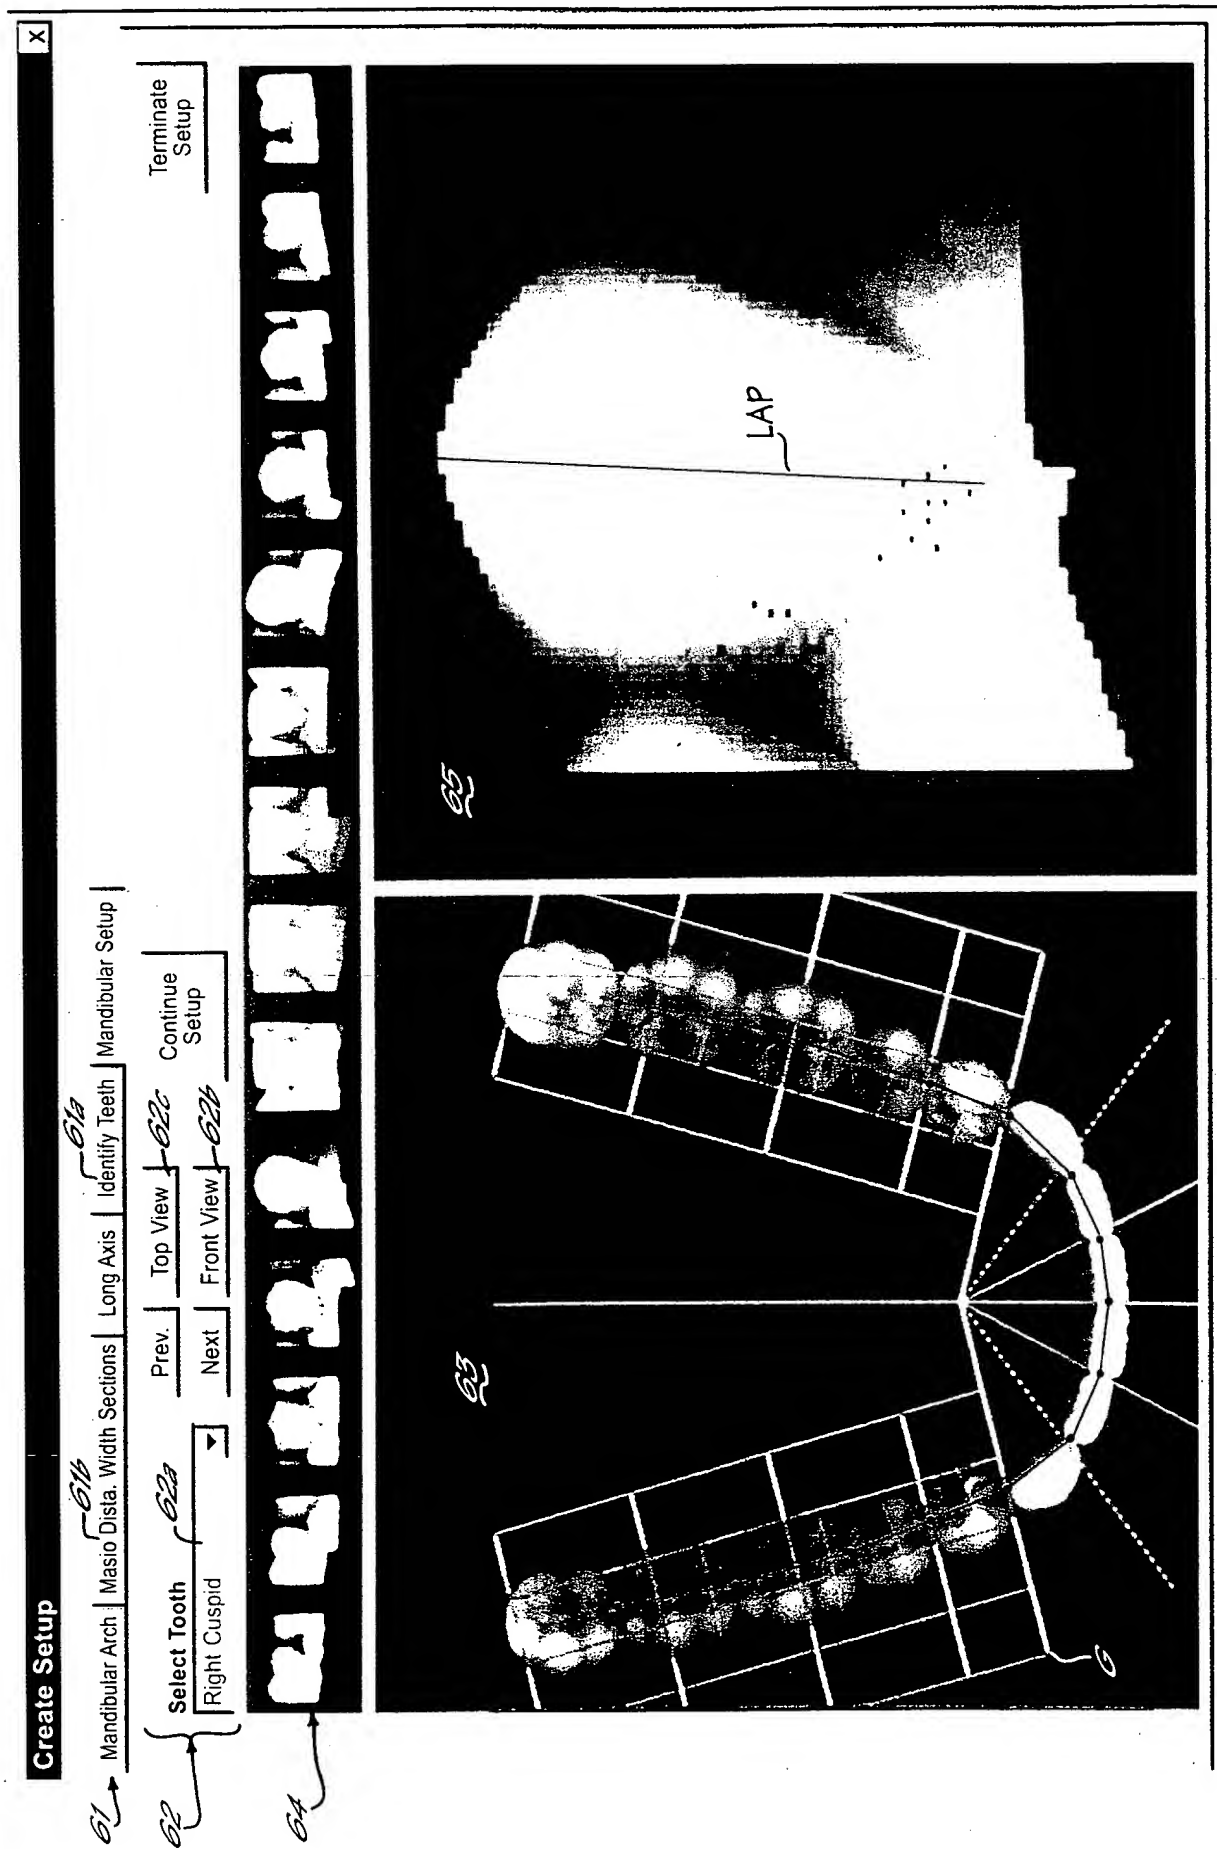 Create Setup X
61 61b 61a
Mandibular Arch Masio Dista. Width Sections Long Axis Identify Teeth Mandibular Setup
62 Select Tooth 62a Prev. Top View 62c Continue Setup Terminate Setup
Right Cuspid Next Front View 62b
64
63 65
LAP
G